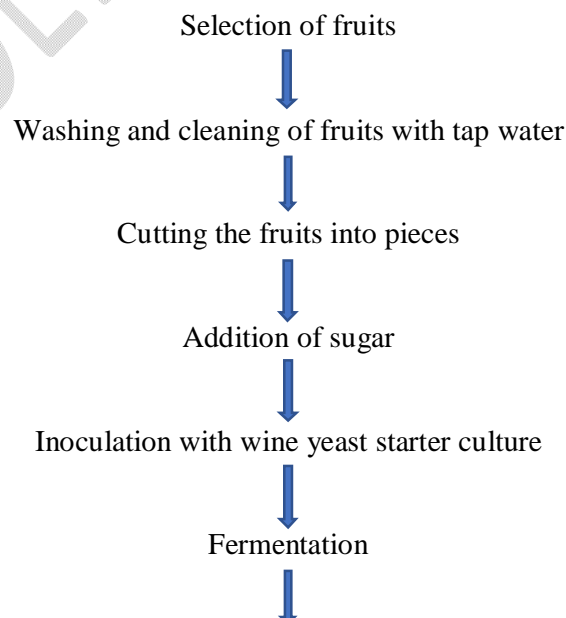 Selection of fruits
Washing and cleaning of fruits with tap water
Cutting the fruits into pieces
Addition of sugar
Inoculation with wine yeast starter culture
Fermentation